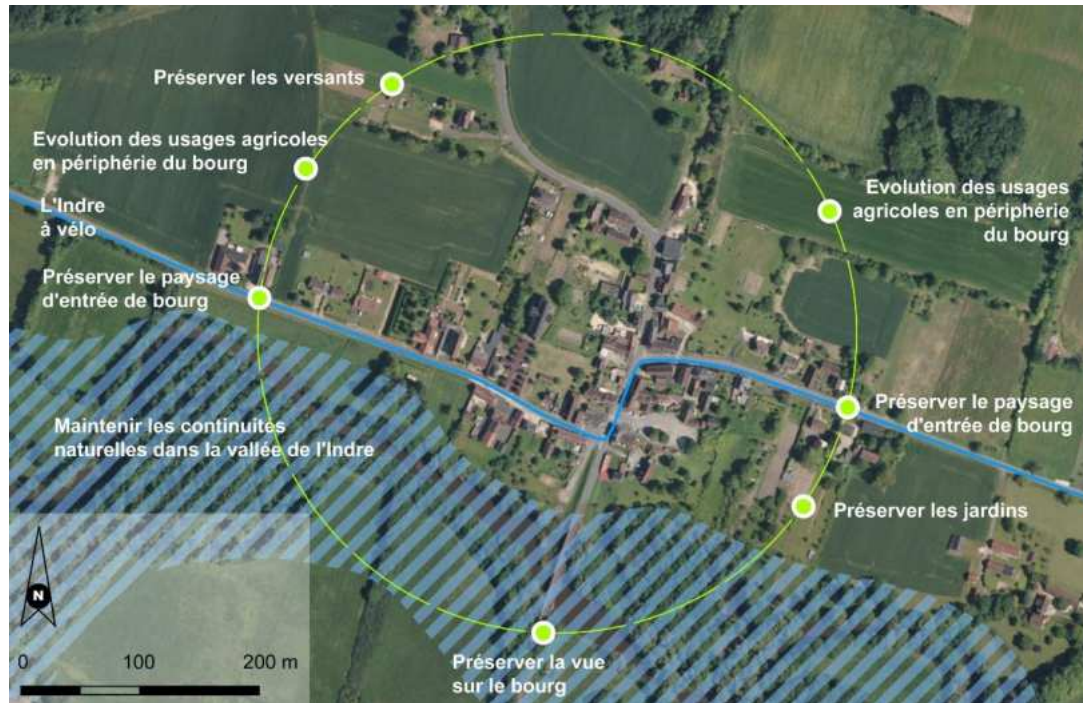 Préserver les versants
Evolution des usages agricoles
en périphérie du bourg
L'Indre
à vélo
Préserver le paysage
d'entrée de bourg
Evolution des usages
agricoles en périphérie
du bourg
Préserver le paysage
d'entrée de bourg
Maintenir les continuités
naturelles dans la vallée de l'Indre
Préserver les jardins
Préserver la vue
sur le bourg
N
0 100 200 m